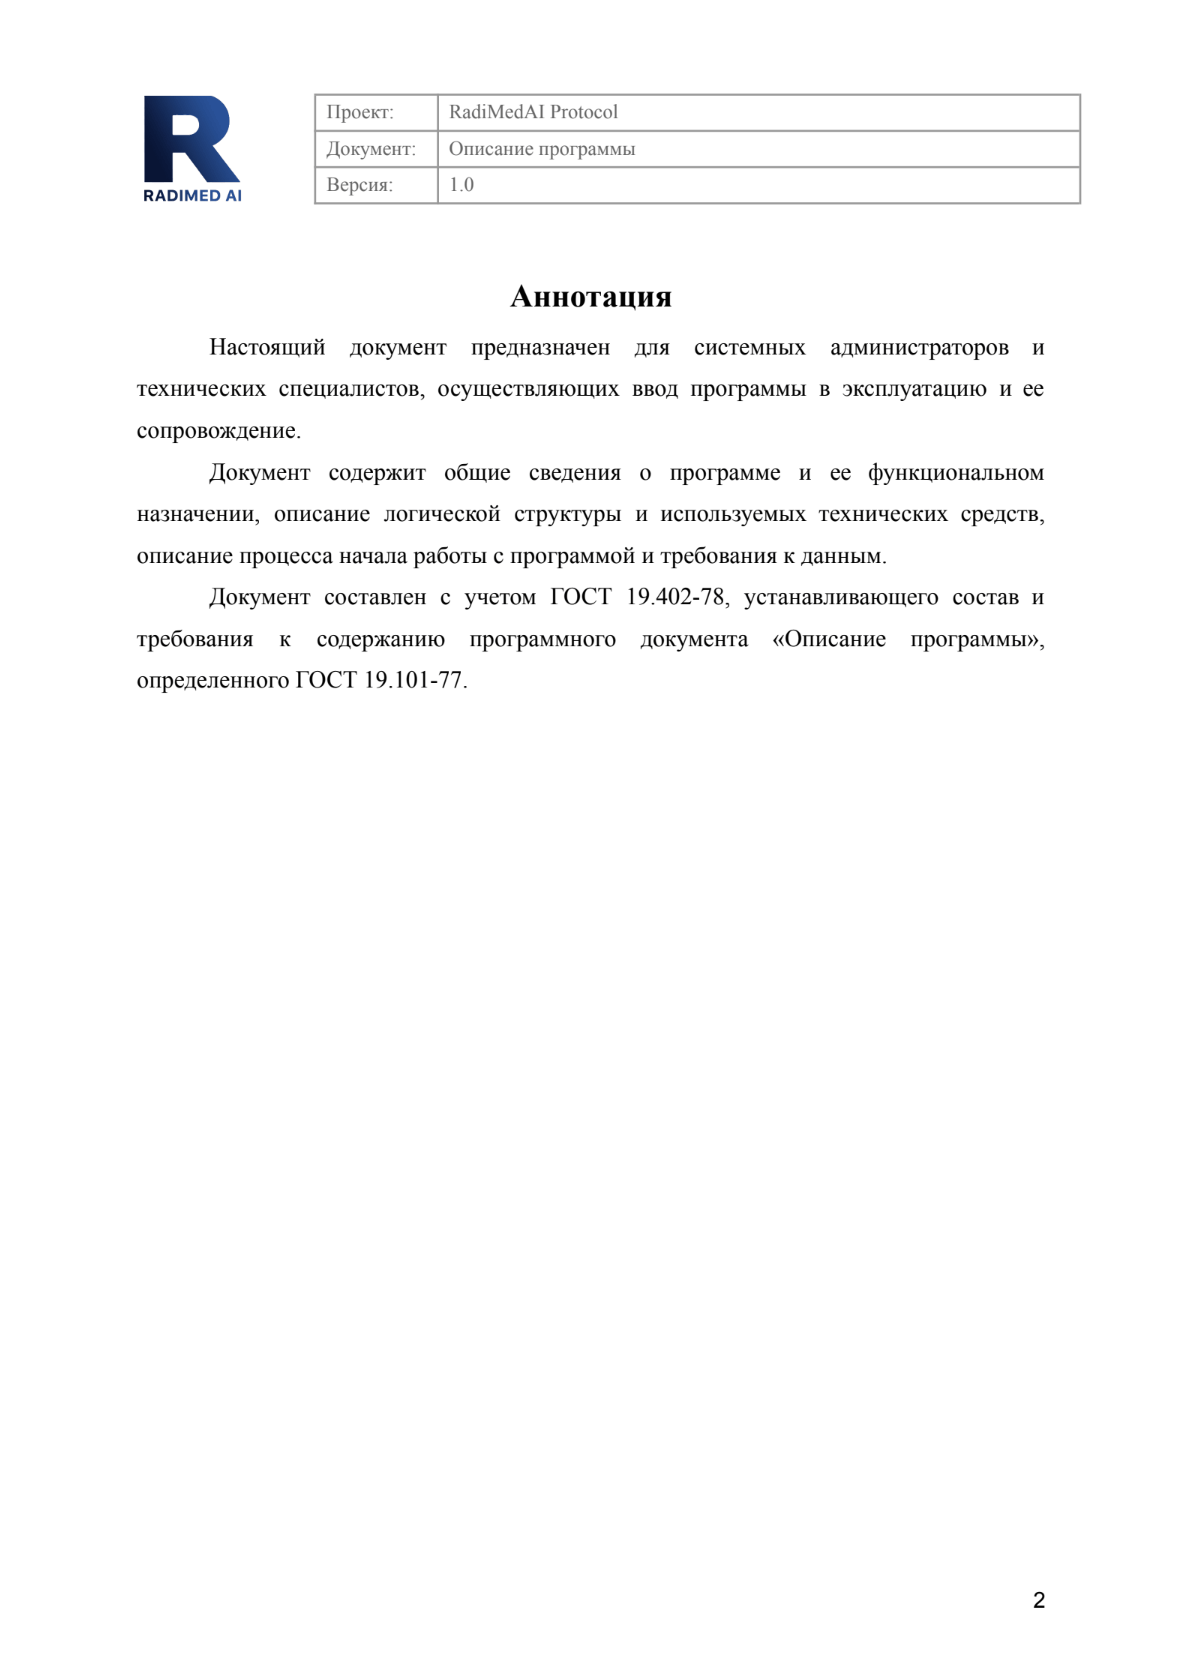 RADIMED AI
Проект: RadiMedAI Protocol
Документ: Описание программы
Версия: 1.0
Аннотация
Настоящий документ предназначен для системных администраторов и
технических специалистов, осуществляющих ввод программы в эксплуатацию и ее
сопровождение.
Документ содержит общие сведения о программе и ее функциональном
назначении, описание логической структуры и используемых технических средств,
описание процесса начала работы с программой и требования к данным.
Документ составлен с учетом ГОСТ 19.402-78, устанавливающего состав и
требования к содержанию программного документа «Описание программы»,
определенного ГОСТ 19.101-77.
2